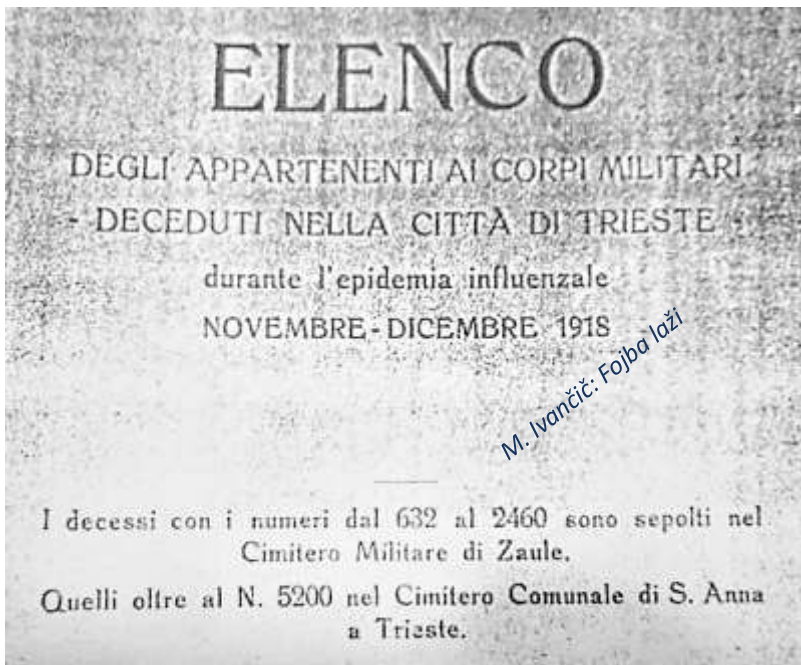 ELENCO
DEGLI APPARTENENTI AI CORPI MILITARI
- DECEDUTI NELLA CITTÀ DI TRIESTE -
durante l'epidemia influenzale
NOVEMBRE - DICEMBRE 1918
M. Ivančič: Fojba laži
I decessi con i numeri dal 632 al 2460 sono sepolti nel
Cimitero Militare di Zaule.
Quelli oltre al N. 5200 nel Cimitero Comunale di S. Anna
a Trieste.